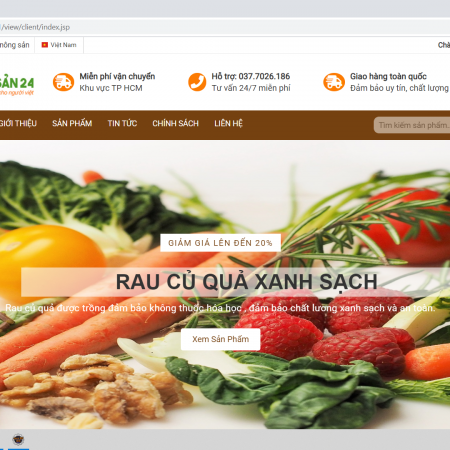 /view/client/index.jsp
nông sản
Việt Nam
SẢN 24
Miễn phí vận chuyển
Khu vực TP HCM
Hỗ trợ: 037.7026.186
Tư vấn 24/7 miễn phí
Giao hàng toàn quốc
Đảm bảo uy tín, chất lượng
GIỚI THIỆU SẢN PHẨM TIN TỨC CHÍNH SÁCH LIÊN HỆ
Tìm kiếm sản phẩm...
GIẢM GIÁ LÊN ĐẾN 20%
RAU CỦ QUẢ XANH SẠCH
Rau củ quả được trồng đảm bảo không thuốc hóa học , đảm bảo chất lượng xanh sạch và an toàn.
Xem Sản Phẩm